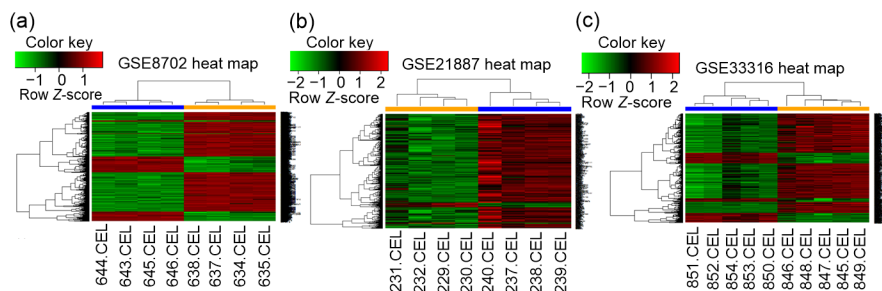 (a)
Color key
GSE8702 heat map
−1 0 1
Row Z-score
644.CEL
643.CEL
645.CEL
646.CEL
638.CEL
637.CEL
634.CEL
635.CEL
(b)
Color key
GSE21887 heat map
−2 0 1 2
Row Z-score
231.CEL
232.CEL
229.CEL
230.CEL
240.CEL
237.CEL
238.CEL
239.CEL
(c)
Color key
GSE33316 heat map
−2 0 1 2
Row Z-score
851.CEL
852.CEL
854.CEL
853.CEL
850.CEL
846.CEL
848.CEL
847.CEL
845.CEL
849.CEL